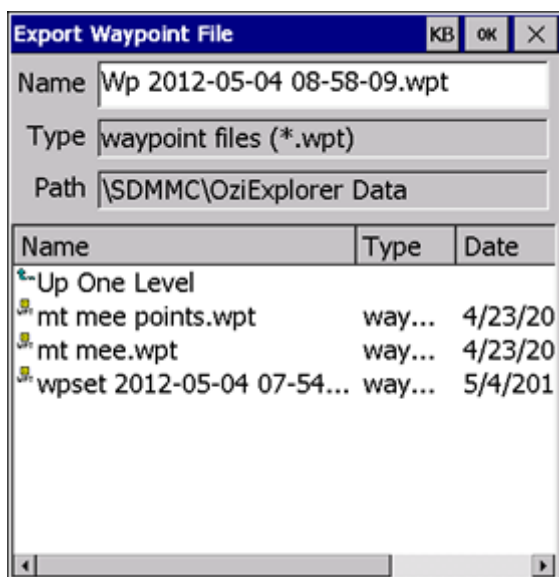 Export Waypoint File KB OK
Name Wp 2012-05-04 08-58-09.wpt
Type waypoint files (*.wpt)
Path \SDMMC\OziExplorer Data
Name Type Date
Up One Level
mt mee points.wpt way... 4/23/20
mt mee.wpt way... 4/23/20
wpset 2012-05-04 07-54... way... 5/4/201